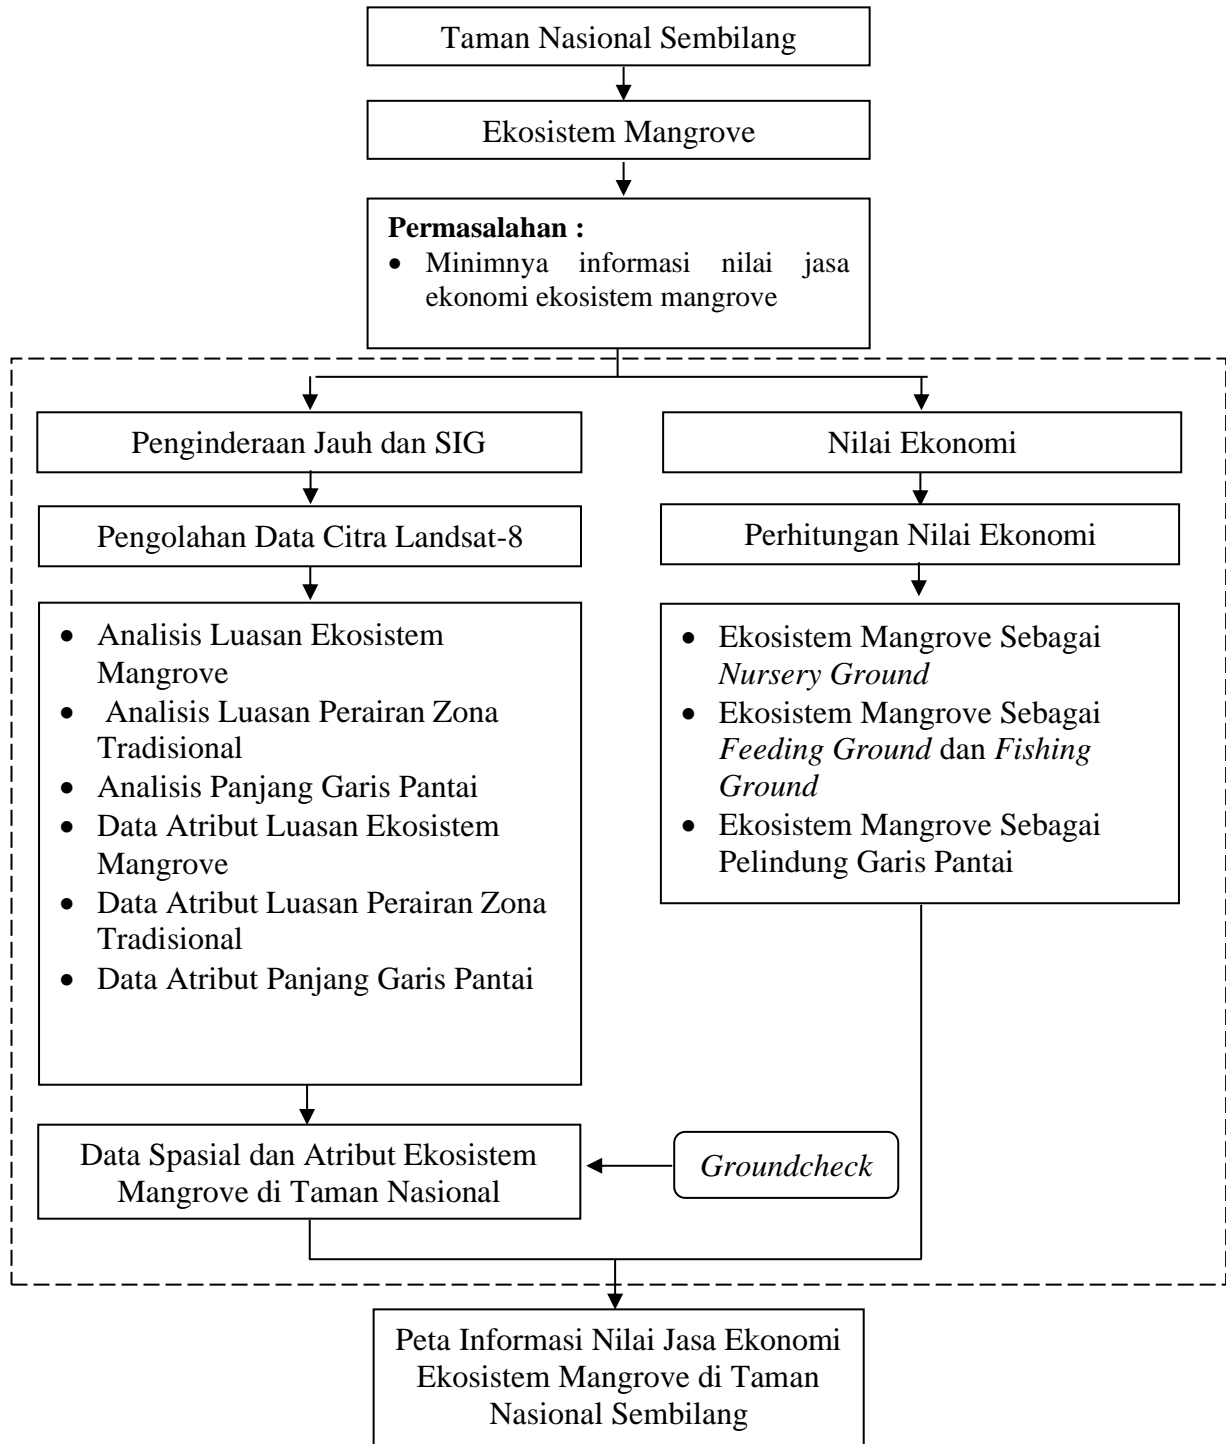 Taman Nasional Sembilang
Ekosistem Mangrove
Permasalahan :
• Minimnya informasi nilai jasa
ekonomi ekosistem mangrove
Penginderaan Jauh dan SIG
Pengolahan Data Citra Landsat-8
• Analisis Luasan Ekosistem
Mangrove
• Analisis Luasan Perairan Zona
Tradisional
• Analisis Panjang Garis Pantai
• Data Atribut Luasan Ekosistem
Mangrove
• Data Atribut Luasan Perairan Zona
Tradisional
• Data Atribut Panjang Garis Pantai
Data Spasial dan Atribut Ekosistem
Mangrove di Taman Nasional
Nilai Ekonomi
Perhitungan Nilai Ekonomi
• Ekosistem Mangrove Sebagai
Nursery Ground
• Ekosistem Mangrove Sebagai
Feeding Ground dan Fishing
Ground
• Ekosistem Mangrove Sebagai
Pelindung Garis Pantai
Groundcheck
Peta Informasi Nilai Jasa Ekonomi
Ekosistem Mangrove di Taman
Nasional Sembilang